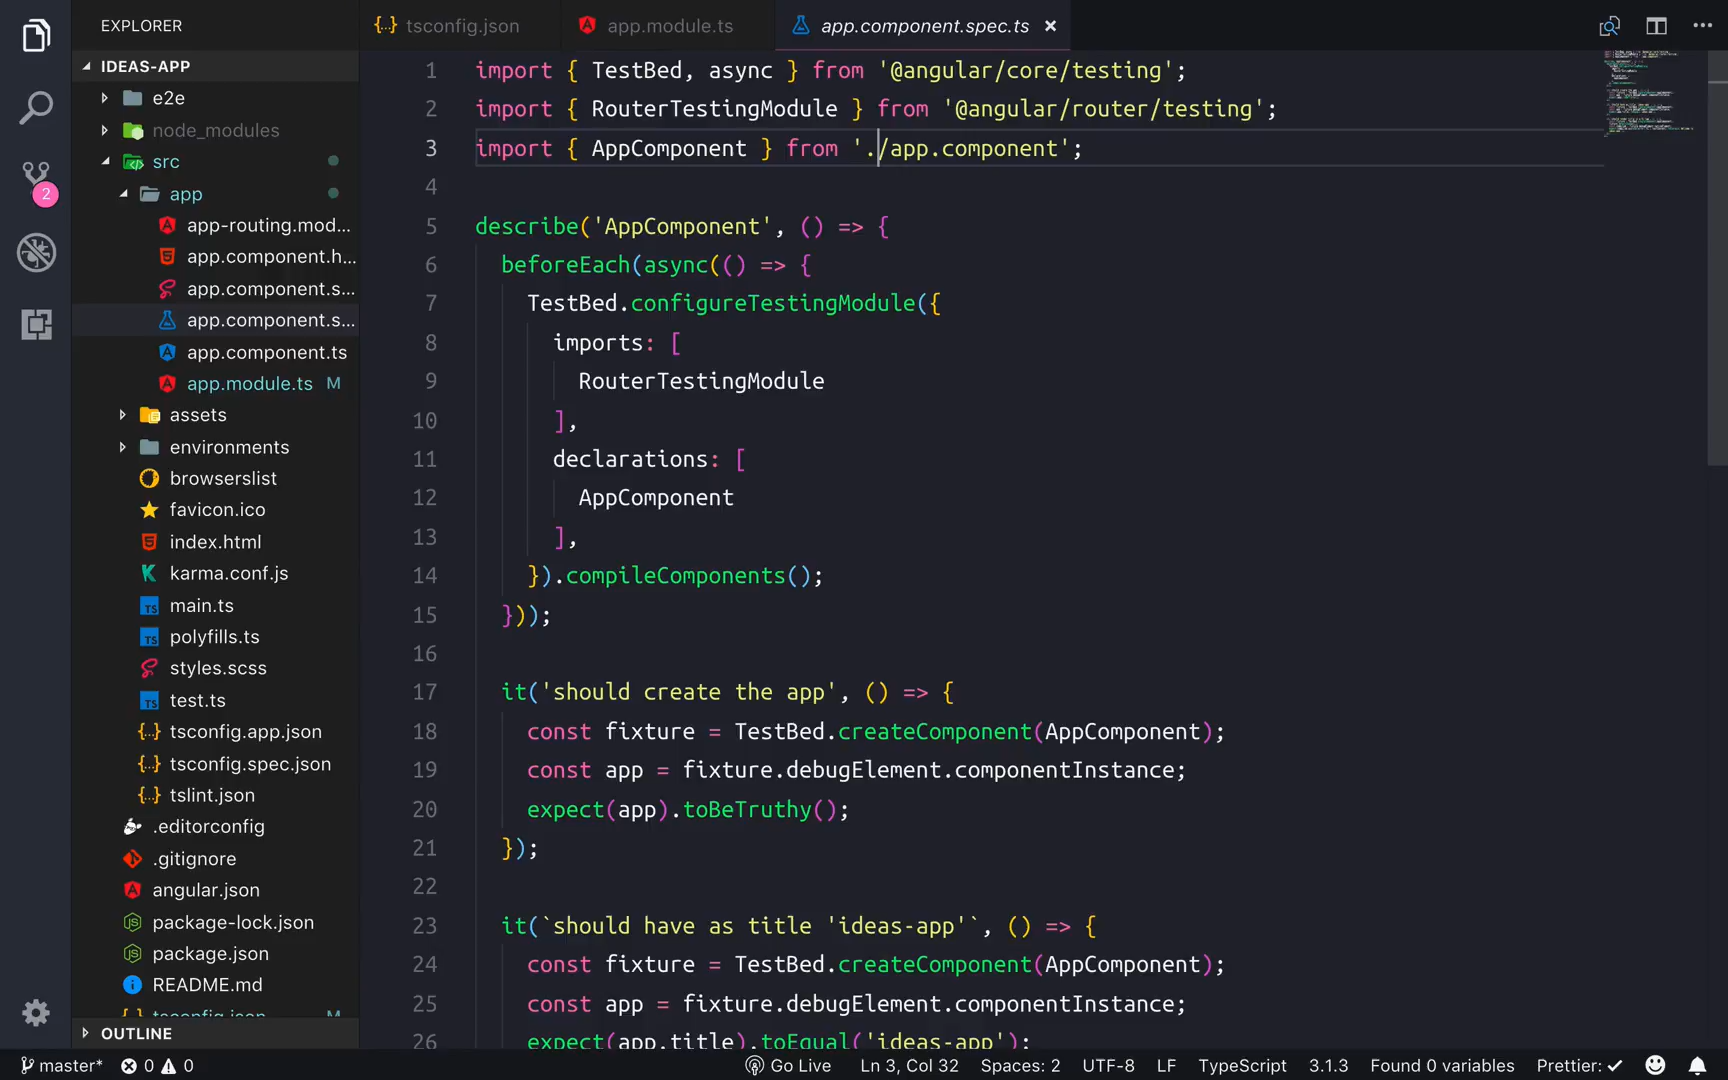 EXPLORER
IDEAS-APP
e2e
node_modules
src
app
app-routing.mod...
app.component.h...
app.component.s...
app.component.s...
app.component.ts
app.module.ts M
assets
environments
browserslist
favicon.ico
index.html
karma.conf.js
main.ts
polyfills.ts
styles.scss
test.ts
tsconfig.app.json
tsconfig.spec.json
tslint.json
.editorconfig
.gitignore
angular.json
package-lock.json
package.json
README.md
tsconfig.json M
OUTLINE
2
{..} tsconfig.json app.module.ts app.component.spec.ts ×
1 import { TestBed, async } from '@angular/core/testing';
2 import { RouterTestingModule } from '@angular/router/testing';
3 import { AppComponent } from './app.component';
4
5 describe('AppComponent', () => {
6 beforeEach(async(() => {
7 TestBed.configureTestingModule({
8 imports: [
9 RouterTestingModule
10 ],
11 declarations: [
12 AppComponent
13 ],
14 }).compileComponents();
15 }));
16
17 it('should create the app', () => {
18 const fixture = TestBed.createComponent(AppComponent);
19 const app = fixture.debugElement.componentInstance;
20 expect(app).toBeTruthy();
21 });
22
23 it(`should have as title 'ideas-app'`, () => {
24 const fixture = TestBed.createComponent(AppComponent);
25 const app = fixture.debugElement.componentInstance;
26 expect(app.title).toEqual('ideas-app');
master* 0 0 Go Live Ln 3, Col 32 Spaces: 2 UTF-8 LF TypeScript 3.1.3 Found 0 variables Prettier: ✓